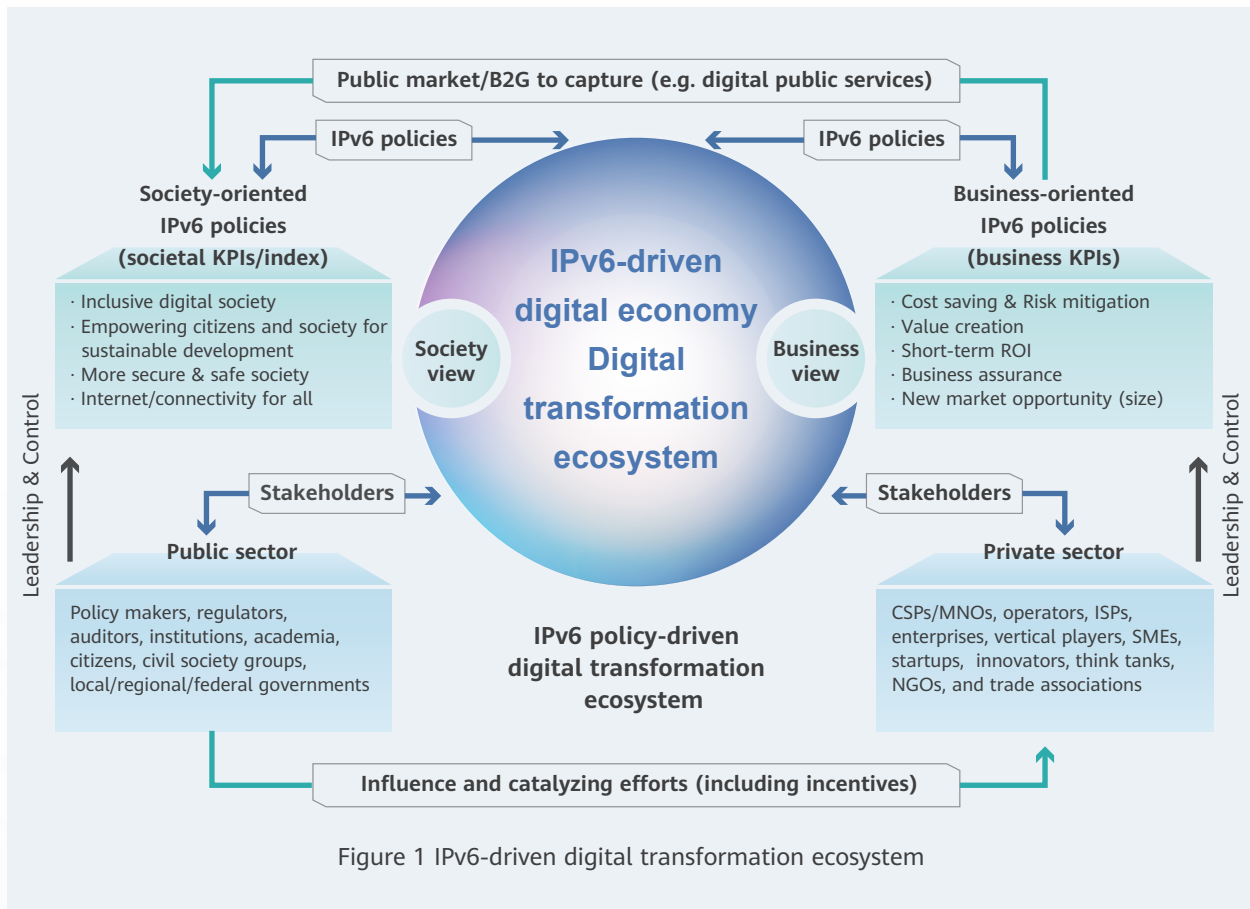 Public market/B2G to capture (e.g. digital public services)
IPv6 policies
IPv6 policies
Society-oriented
IPv6 policies
(societal KPIs/index)
· Inclusive digital society
· Empowering citizens and society for
sustainable development
· More secure & safe society
· Internet/connectivity for all
Business-oriented
IPv6 policies
(business KPIs)
· Cost saving & Risk mitigation
· Value creation
· Short-term ROI
· Business assurance
· New market opportunity (size)
IPv6-driven
digital economy
Digital
transformation
ecosystem
Society
view
Business
view
Leadership & Control
Leadership & Control
Stakeholders
Stakeholders
Public sector
Policy makers, regulators,
auditors, institutions, academia,
citizens, civil society groups,
local/regional/federal governments
IPv6 policy-driven
digital transformation
ecosystem
Private sector
CSPs/MNOs, operators, ISPs,
enterprises, vertical players, SMEs,
startups, innovators, think tanks,
NGOs, and trade associations
Influence and catalyzing efforts (including incentives)
Figure 1 IPv6-driven digital transformation ecosystem